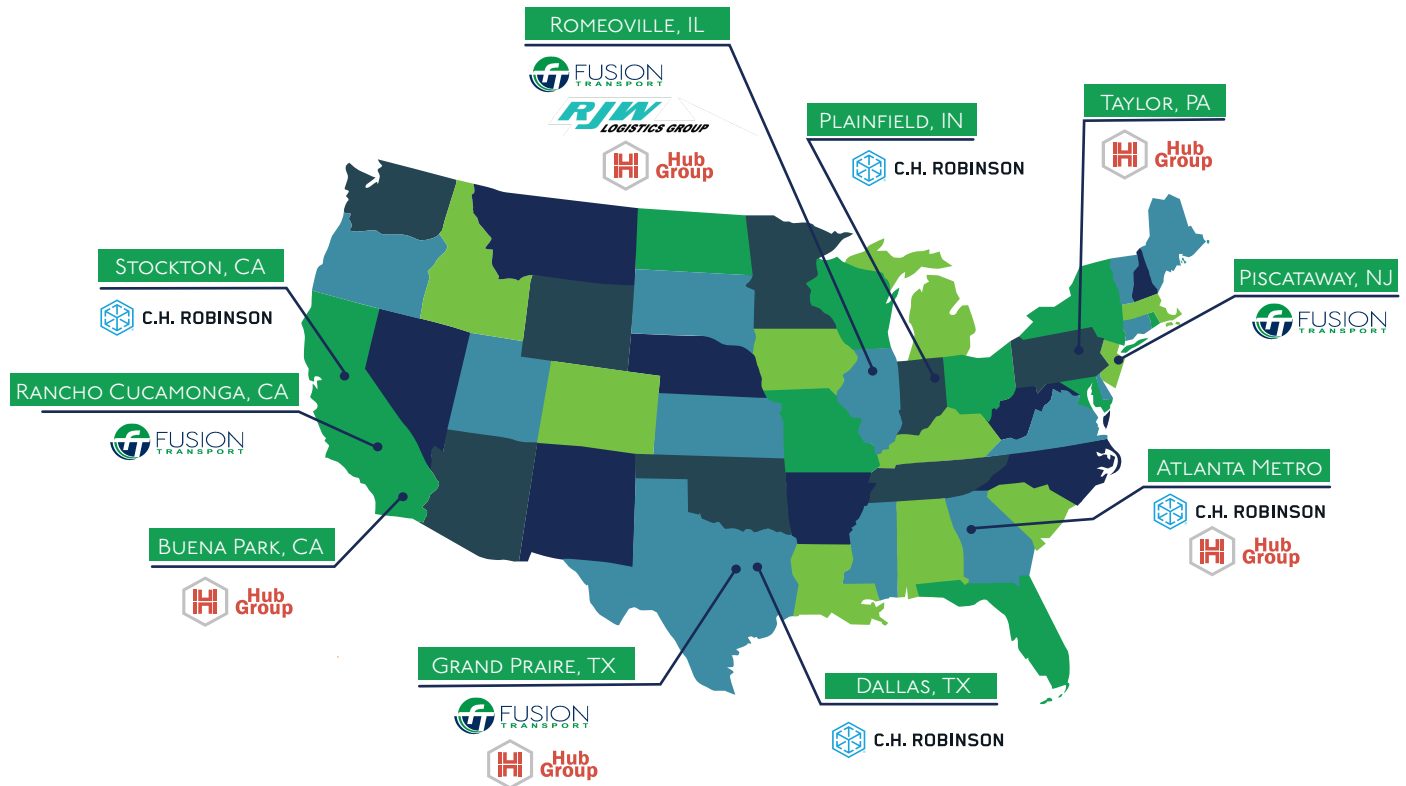 ROMEOVILLE, IL
FUSION
TRANSPORT
RJW
LOGISTICS GROUP
Hub
Group
PLAINFIELD, IN
C.H. ROBINSON
TAYLOR, PA
Hub
Group
STOCKTON, CA
C.H. ROBINSON
PISCATAWAY, NJ
FUSION
TRANSPORT
RANCHO CUCAMONGA, CA
FUSION
TRANSPORT
ATLANTA METRO
C.H. ROBINSON
Hub
Group
BUENA PARK, CA
Hub
Group
GRAND PRAIRE, TX
FUSION
TRANSPORT
Hub
Group
DALLAS, TX
C.H. ROBINSON